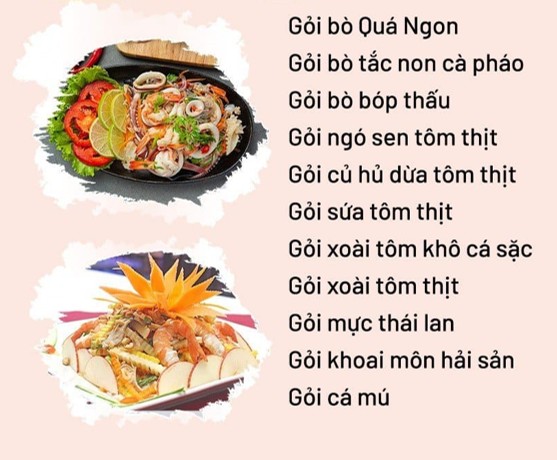 Gỏi bò Quá Ngon
Gỏi bò tắc non cà pháo
Gỏi bò bóp thấu
Gỏi ngó sen tôm thịt
Gỏi củ hủ dừa tôm thịt
Gỏi sứa tôm thịt
Gỏi xoài tôm khô cá sặc
Gỏi xoài tôm thịt
Gỏi mực thái lan
Gỏi khoai môn hải sản
Gỏi cá mú